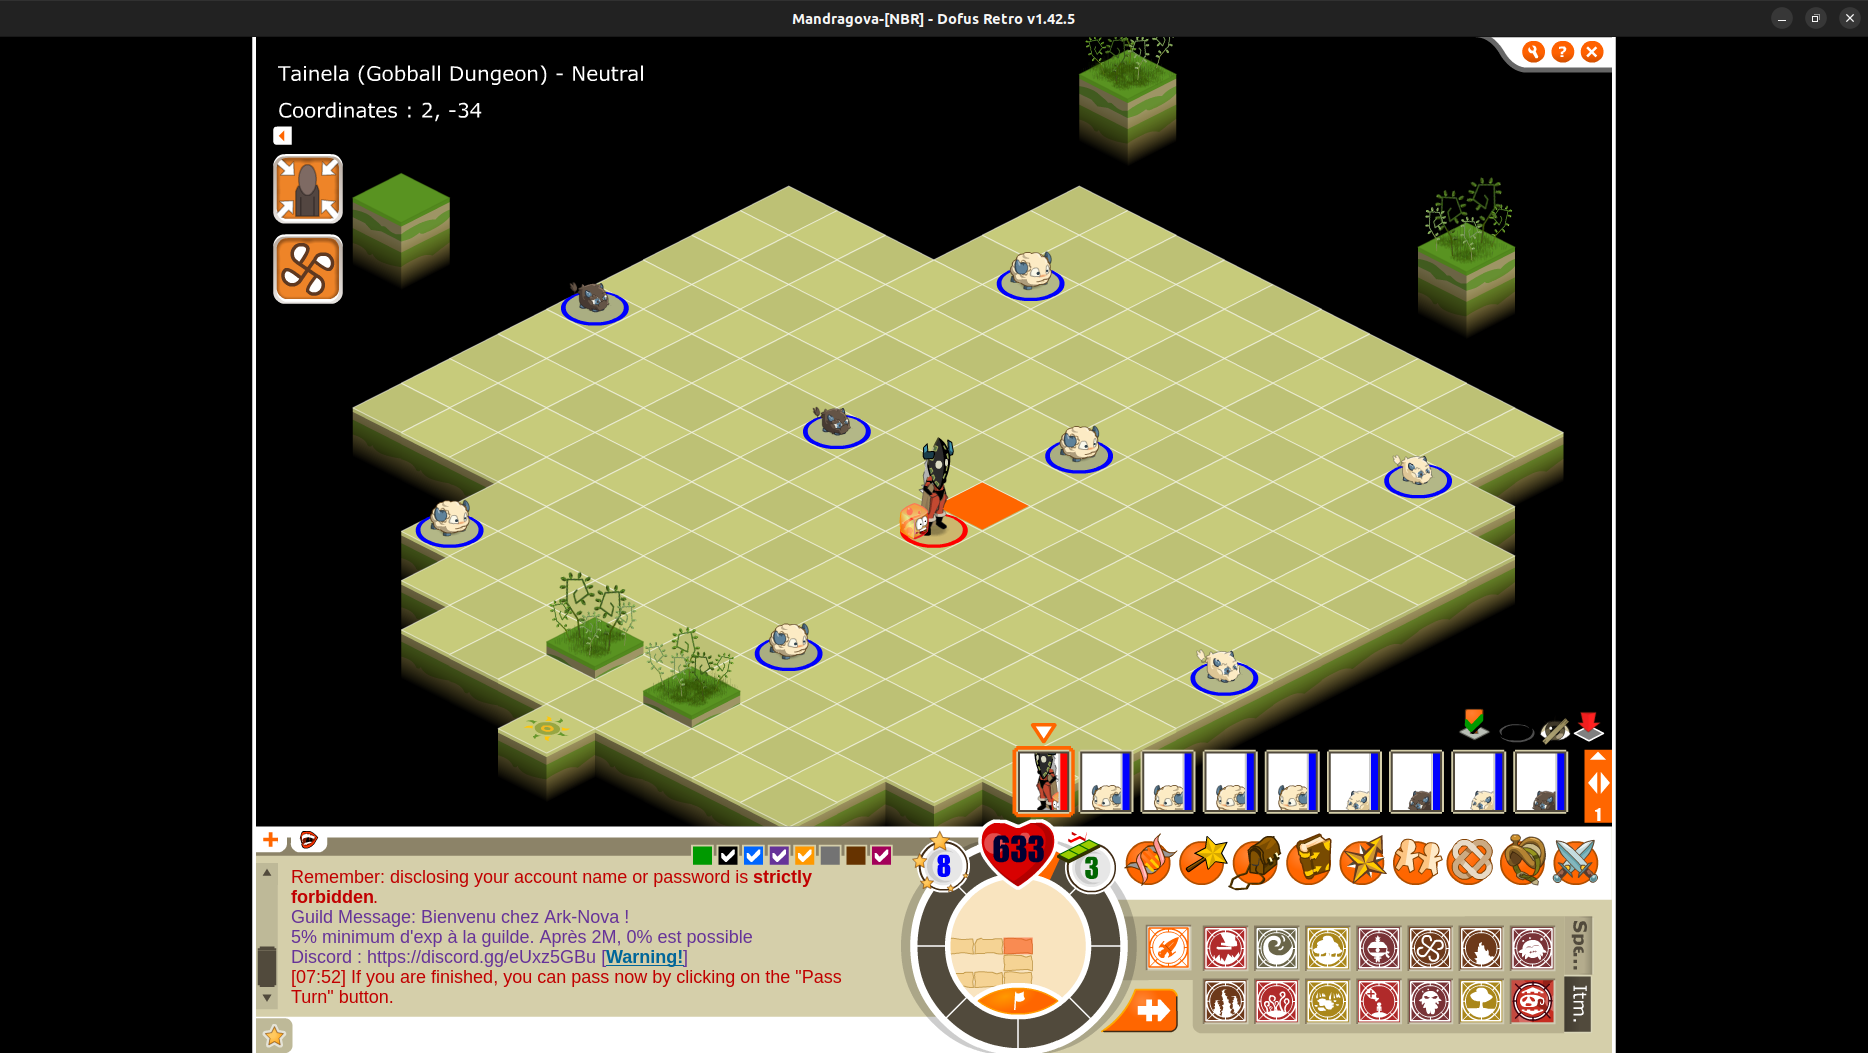 Mandragova-[NBR] - Dofus Retro v1.42.5
Tainela (Gobball Dungeon) - Neutral
Coordinates : 2, -34
?
1
633
8
3
Remember: disclosing your account name or password is strictly
forbidden.
Guild Message: Bienvenu chez Ark-Nova !
5% minimum d'exp à la guilde. Après 2M, 0% est possible
Discord : https://discord.gg/eUxz5GBu [Warning!]
[07:52] If you are finished, you can pass now by clicking on the "Pass
Turn" button.
Spe...
Itm.